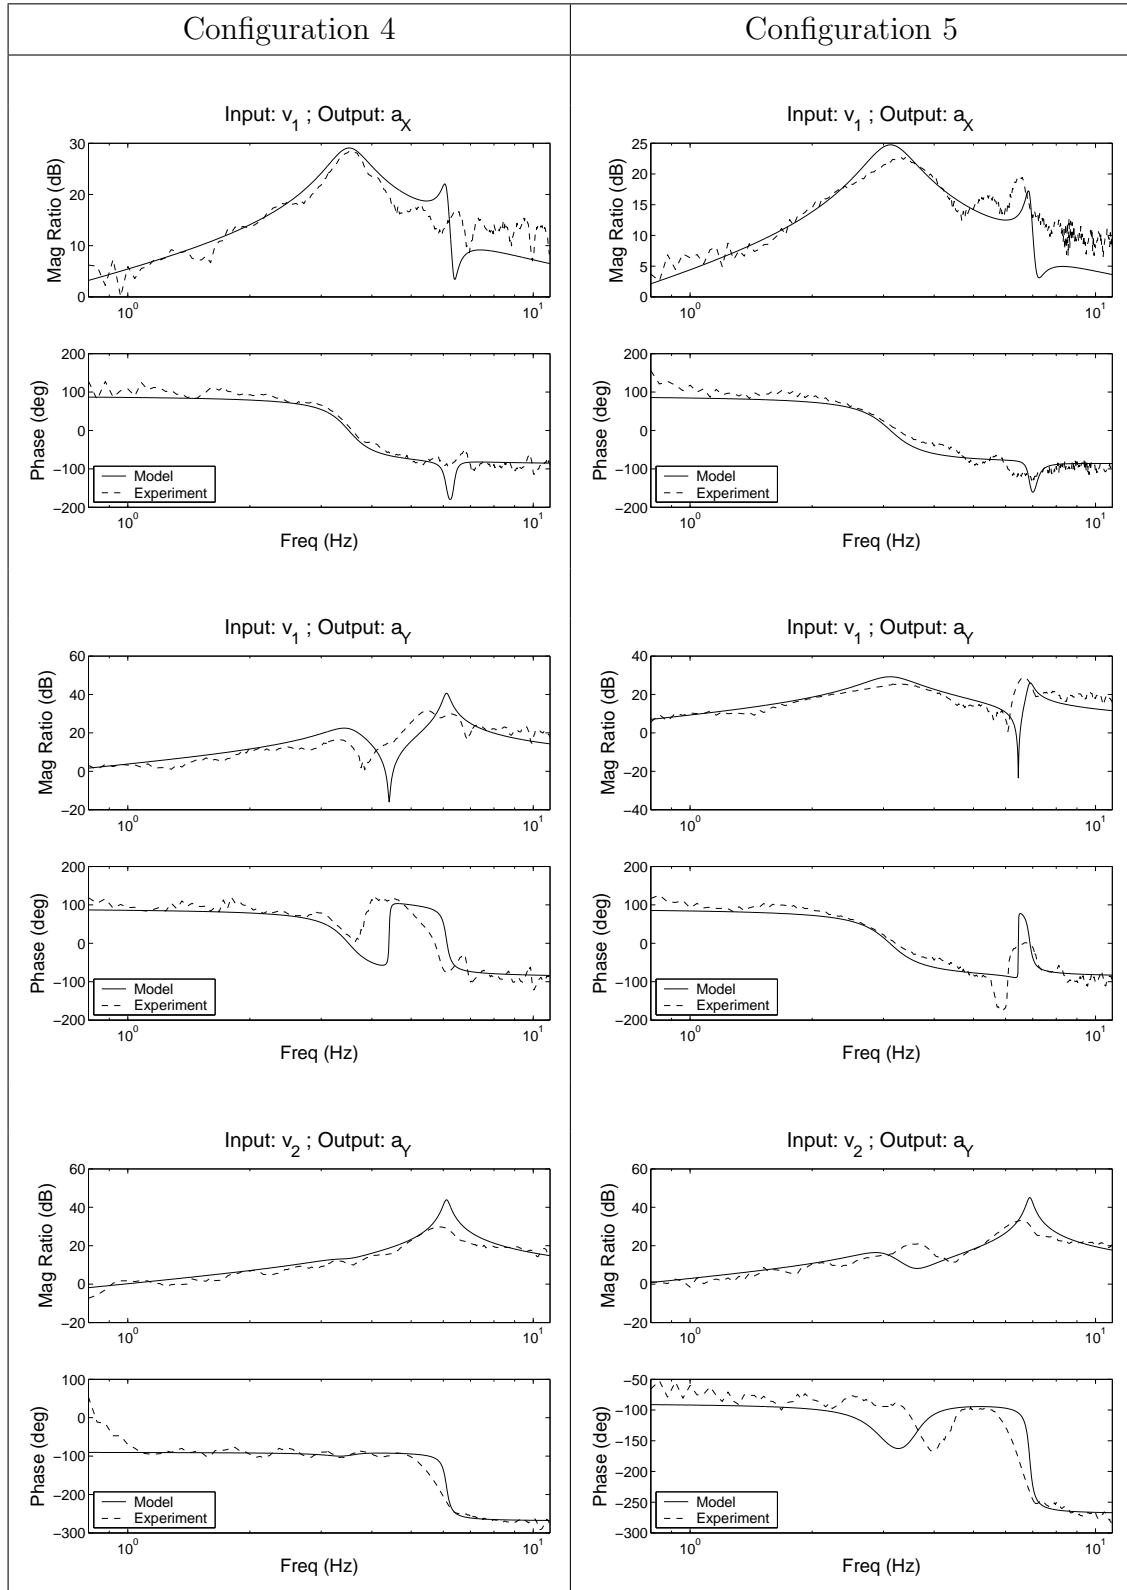 Configuration 4
Configuration 5
Input: v1 ; Output: aX
30
20
10
0
Mag Ratio (dB)
10^0
10^1
200
100
0
−100
−200
Phase (deg)
Model
Experiment
10^0
10^1
Freq (Hz)
Input: v1 ; Output: aX
25
20
15
10
5
0
Mag Ratio (dB)
10^0
10^1
200
100
0
−100
−200
Phase (deg)
Model
Experiment
10^0
10^1
Freq (Hz)
Input: v1 ; Output: aY
60
40
20
0
−20
Mag Ratio (dB)
10^0
10^1
200
100
0
−100
−200
Phase (deg)
Model
Experiment
10^0
10^1
Freq (Hz)
Input: v1 ; Output: aY
40
20
0
−20
−40
Mag Ratio (dB)
10^0
10^1
200
100
0
−100
−200
Phase (deg)
Model
Experiment
10^0
10^1
Freq (Hz)
Input: v2 ; Output: aY
60
40
20
0
−20
Mag Ratio (dB)
10^0
10^1
100
0
−100
−200
−300
Phase (deg)
Model
Experiment
10^0
10^1
Freq (Hz)
Input: v2 ; Output: aY
60
40
20
0
−20
Mag Ratio (dB)
10^0
10^1
−50
−100
−150
−200
−250
−300
Phase (deg)
Model
Experiment
10^0
10^1
Freq (Hz)